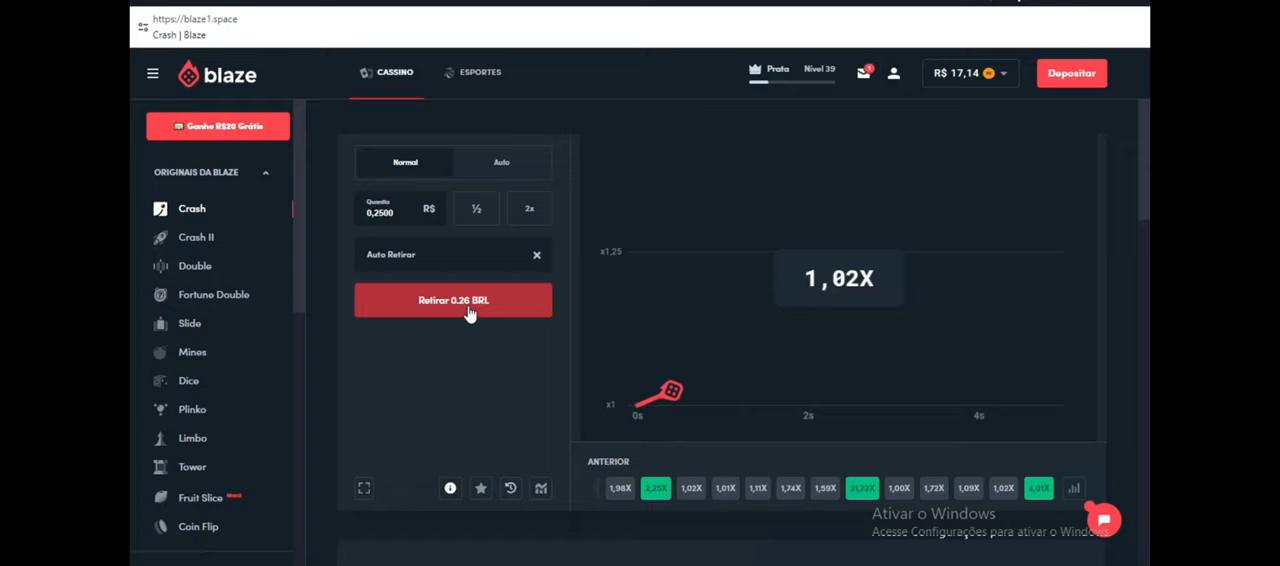 https://blaze1.space
Crash | Blaze
blaze
CASSINO
ESPORTES
Prata
Nível 39
1
R$ 17,14
Depositar
Ganhe R$20 Grátis
ORIGINAIS DA BLAZE
Crash
Crash II
Double
Fortune Double
Slide
Mines
Dice
Plinko
Limbo
Tower
Fruit Slice
Coin Flip
Normal
Auto
Quantia
0,2500
R$
½
2x
Auto Retirar
Retirar 0.26 BRL
x1,25
1,02X
x1
0s
2s
4s
ANTERIOR
1,98X
2,25X
1,02X
1,01X
1,11X
1,74X
1,59X
21,72X
1,00X
1,72X
1,09X
1,02X
4,01X
Ativar o Windows
Acesse Configurações para ativar o Windows.